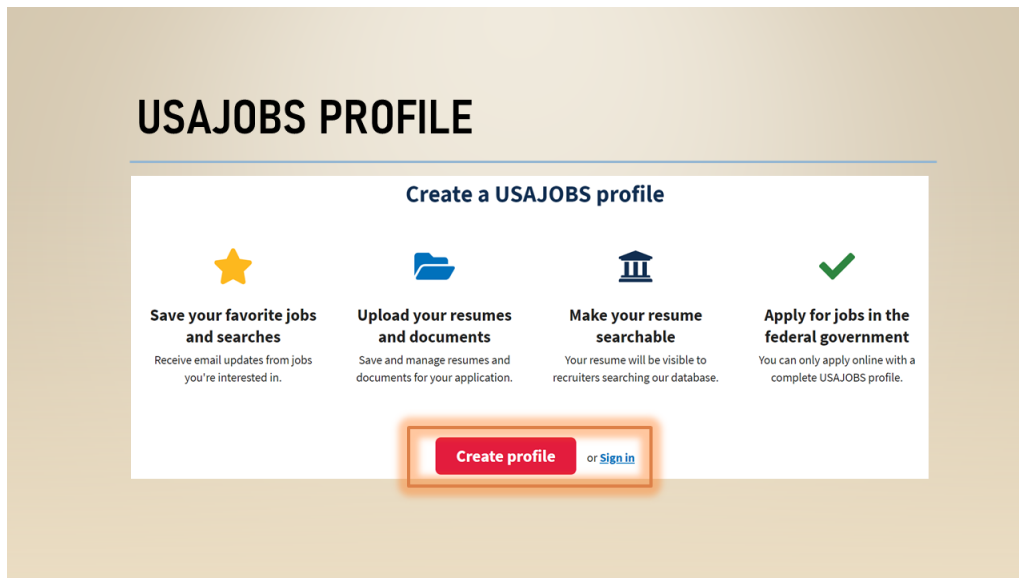 USAJOBS PROFILE
Create a USAJOBS profile
Save your favorite jobs
and searches
Receive email updates from jobs
you're interested in.
Upload your resumes
and documents
Save and manage resumes and
documents for your application.
Make your resume
searchable
Your resume will be visible to
recruiters searching our database.
Apply for jobs in the
federal government
You can only apply online with a
complete USAJOBS profile.
Create profile or Sign in